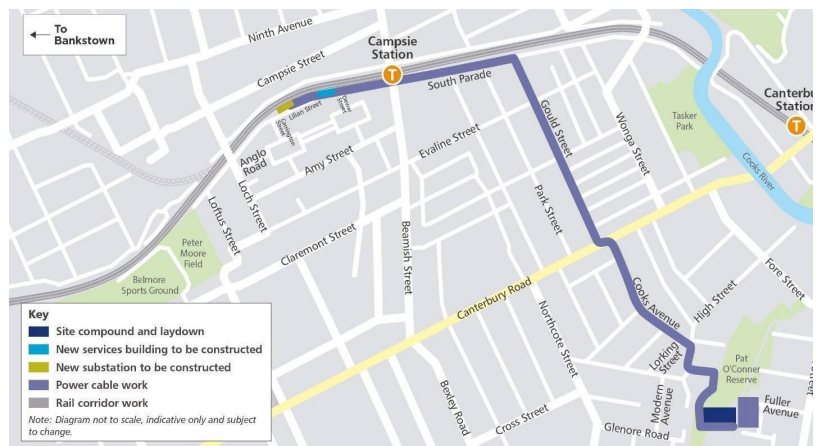 To
Bankstown
Ninth Avenue
Campsie Street
Campsie
Station
T
South Parade
Lilian Street
Carrington
Street
Anglo
Road
Amy Street
Evaline Street
Gould Street
Wonga Street
Tasker
Park
Canterbu
Station
T
Cooks River
Loch Street
Loftus Street
Peter
Moore
Field
Belmore
Sports Ground
Claremont Street
Beamish Street
Park Street
Canterbury Road
Cooks Avenue
High Street
Fore Street
Northcote Street
Bexley Road
Cross Street
Lorking
Street
Modern
Avenue
Glenore Road
Pat
O'Conner
Reserve
Fuller
Avenue
Key
Site compound and laydown
New services building to be constructed
New substation to be constructed
Power cable work
Rail corridor work
Note: Diagram not to scale, indicative only and subject
to change.